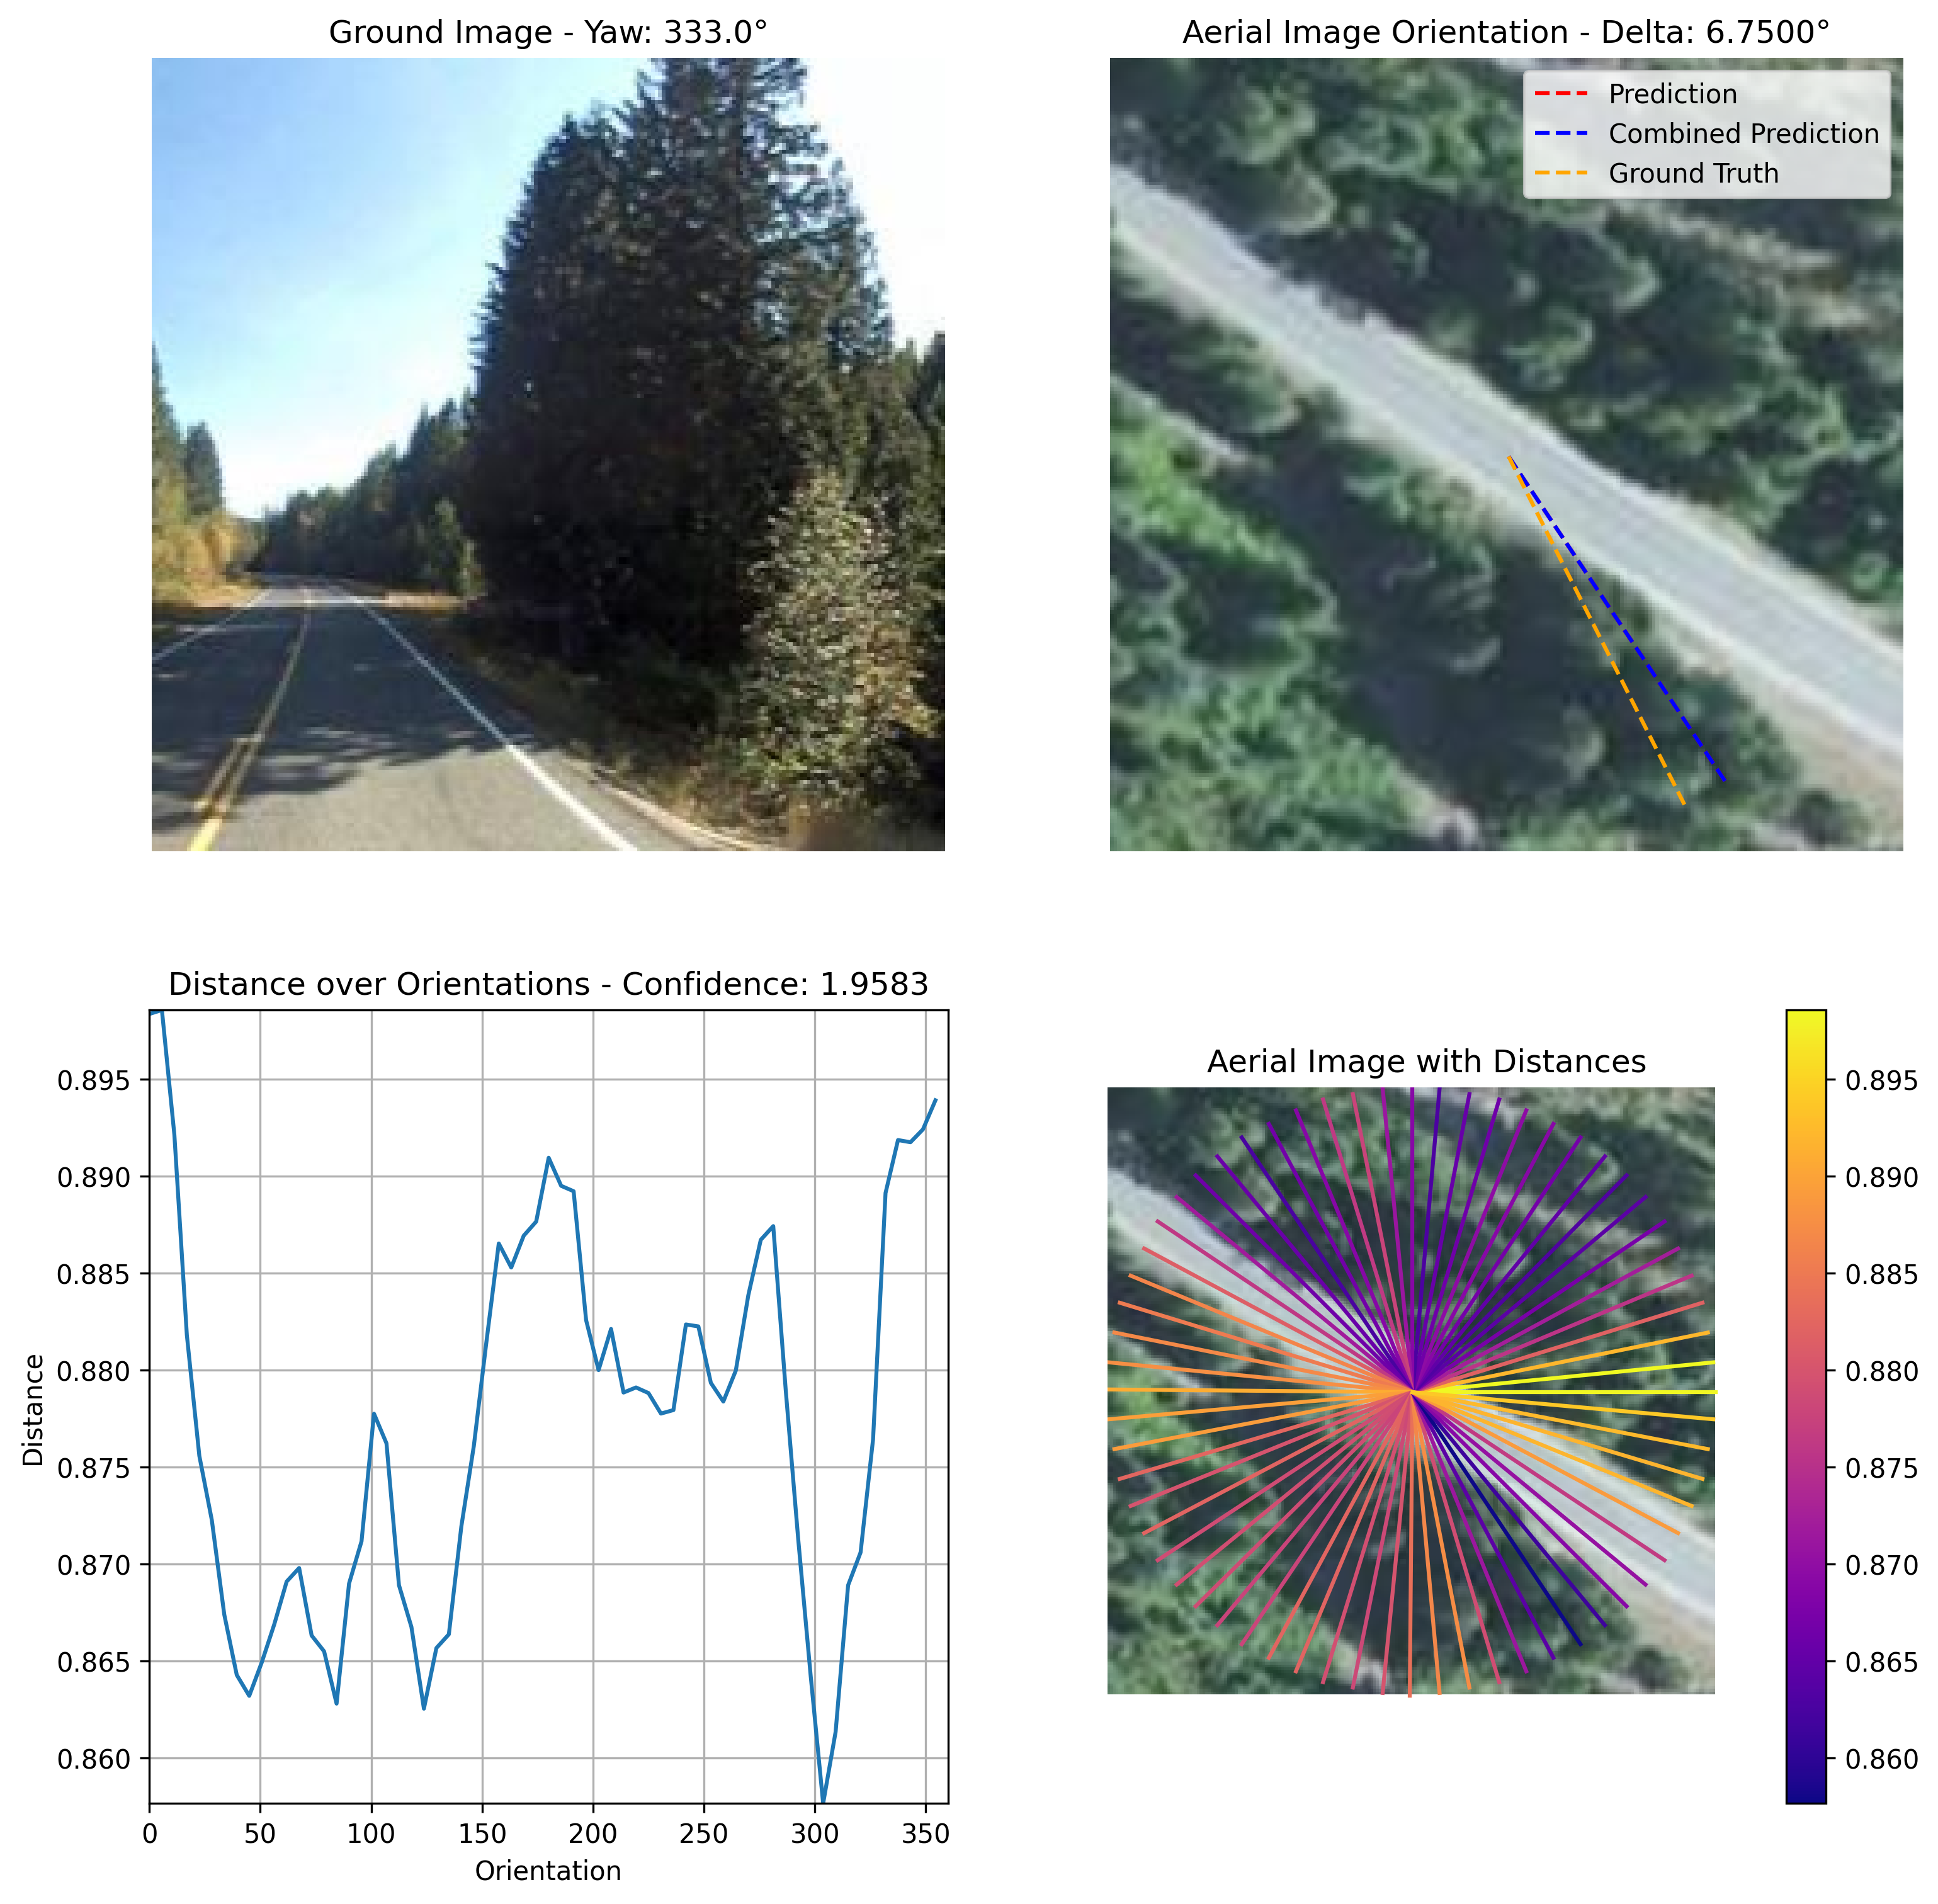 Ground Image - Yaw: 333.0°
Aerial Image Orientation - Delta: 6.7500°
Prediction
Combined Prediction
Ground Truth
Distance over Orientations - Confidence: 1.9583
0.895
0.890
0.885
0.880
0.875
0.870
0.865
0.860
Distance
0 50 100 150 200 250 300 350
Orientation
Aerial Image with Distances
0.895
0.890
0.885
0.880
0.875
0.870
0.865
0.860